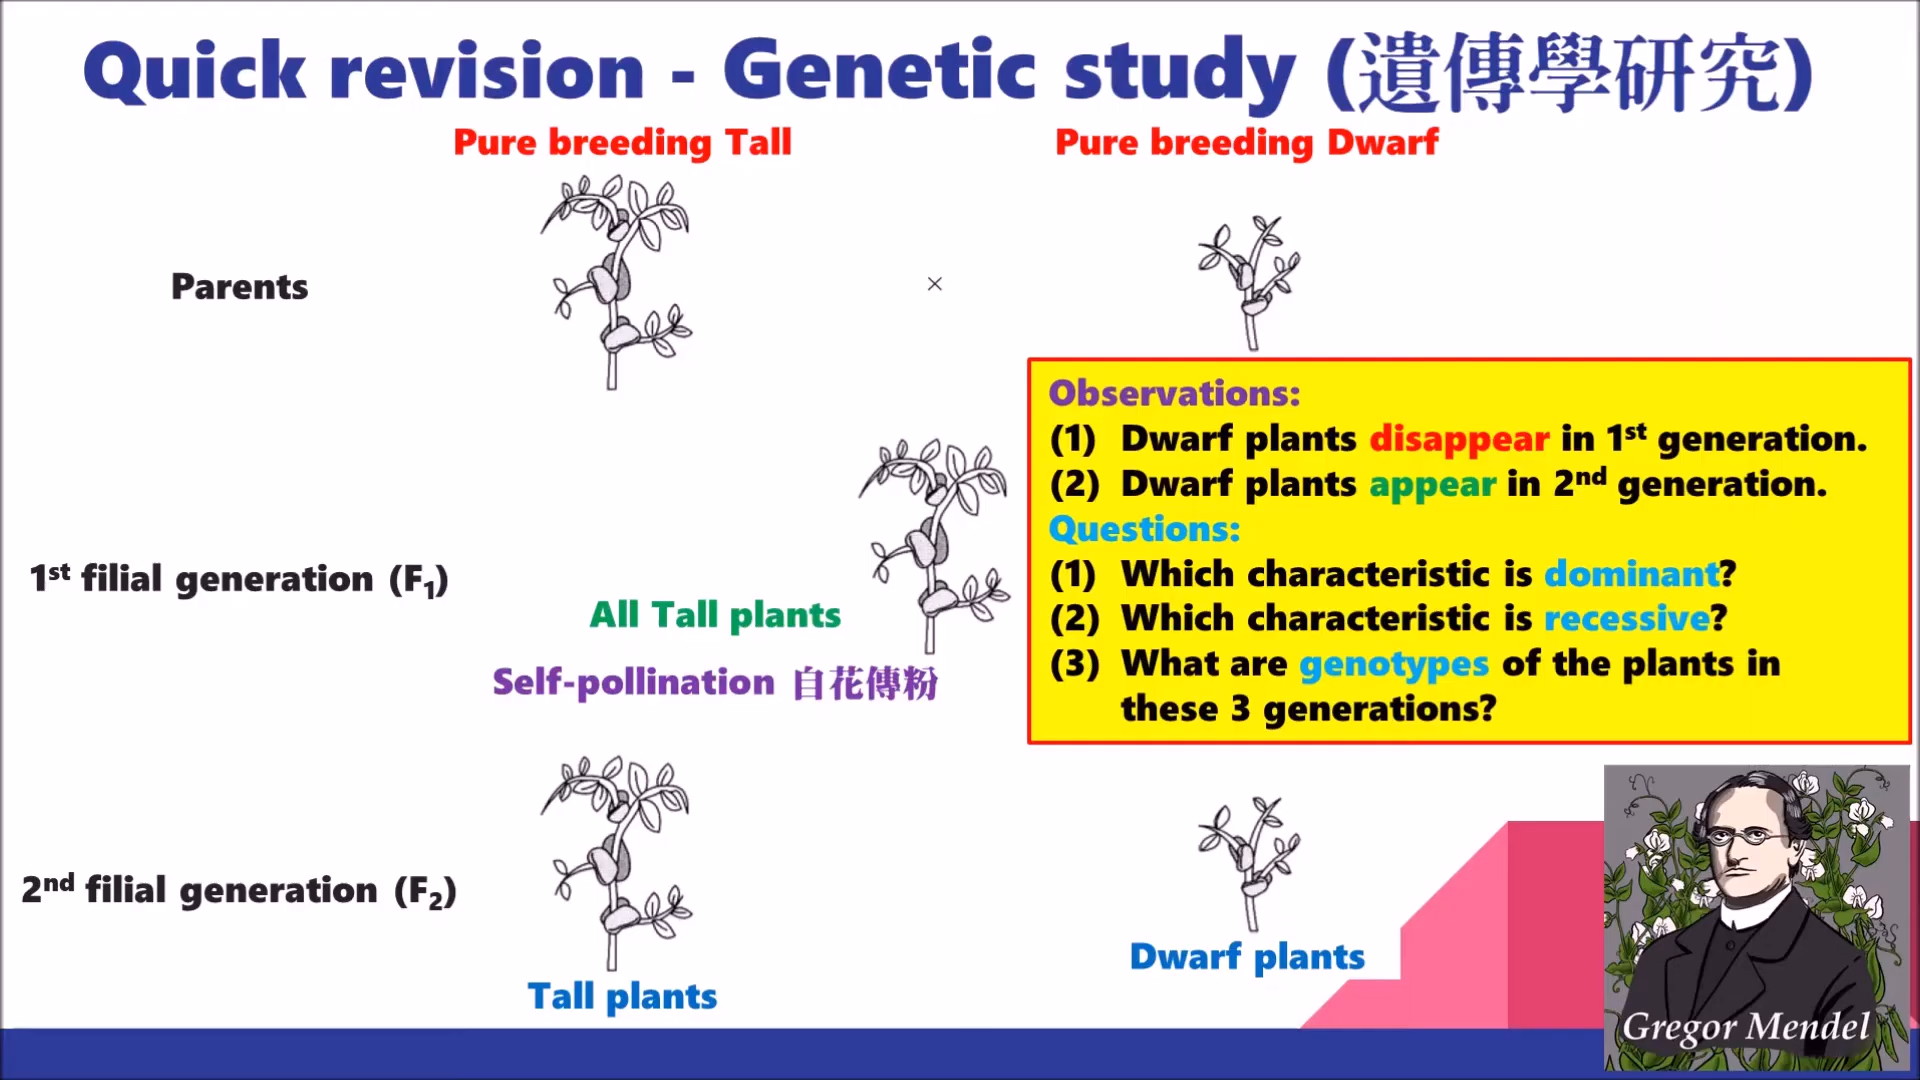 Quick revision - Genetic study (遺傳學研究)
Pure breeding Tall
Pure breeding Dwarf
Parents
×
Observations:
(1) Dwarf plants disappear in 1st generation.
(2) Dwarf plants appear in 2nd generation.
Questions:
(1) Which characteristic is dominant?
(2) Which characteristic is recessive?
(3) What are genotypes of the plants in
these 3 generations?
1st filial generation (F1)
All Tall plants
Self-pollination 自花傳粉
2nd filial generation (F2)
Tall plants
Dwarf plants
Gregor Mendel